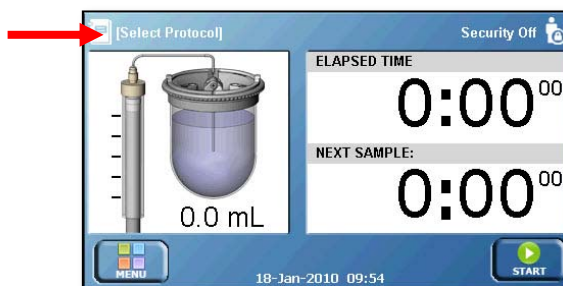 [Select Protocol]
Security Off
ELAPSED TIME
0:00 00
NEXT SAMPLE:
0:00 00
0.0 mL
MENU
18-Jan-2010 09:54
START